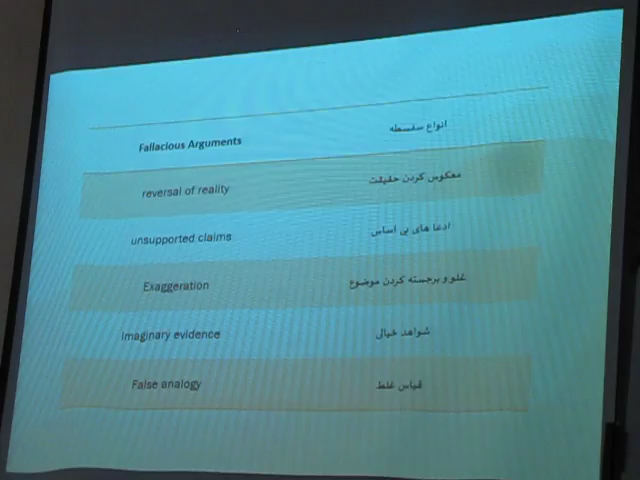 Fallacious Arguments انواع سفسطه
reversal of reality معکوس کردن حقیقت
unsupported claims ادعا های بی اساس
Exaggeration غلو و برجسته کردن موضوع
Imaginary evidence شواهد خیالی
False analogy قیاس غلط